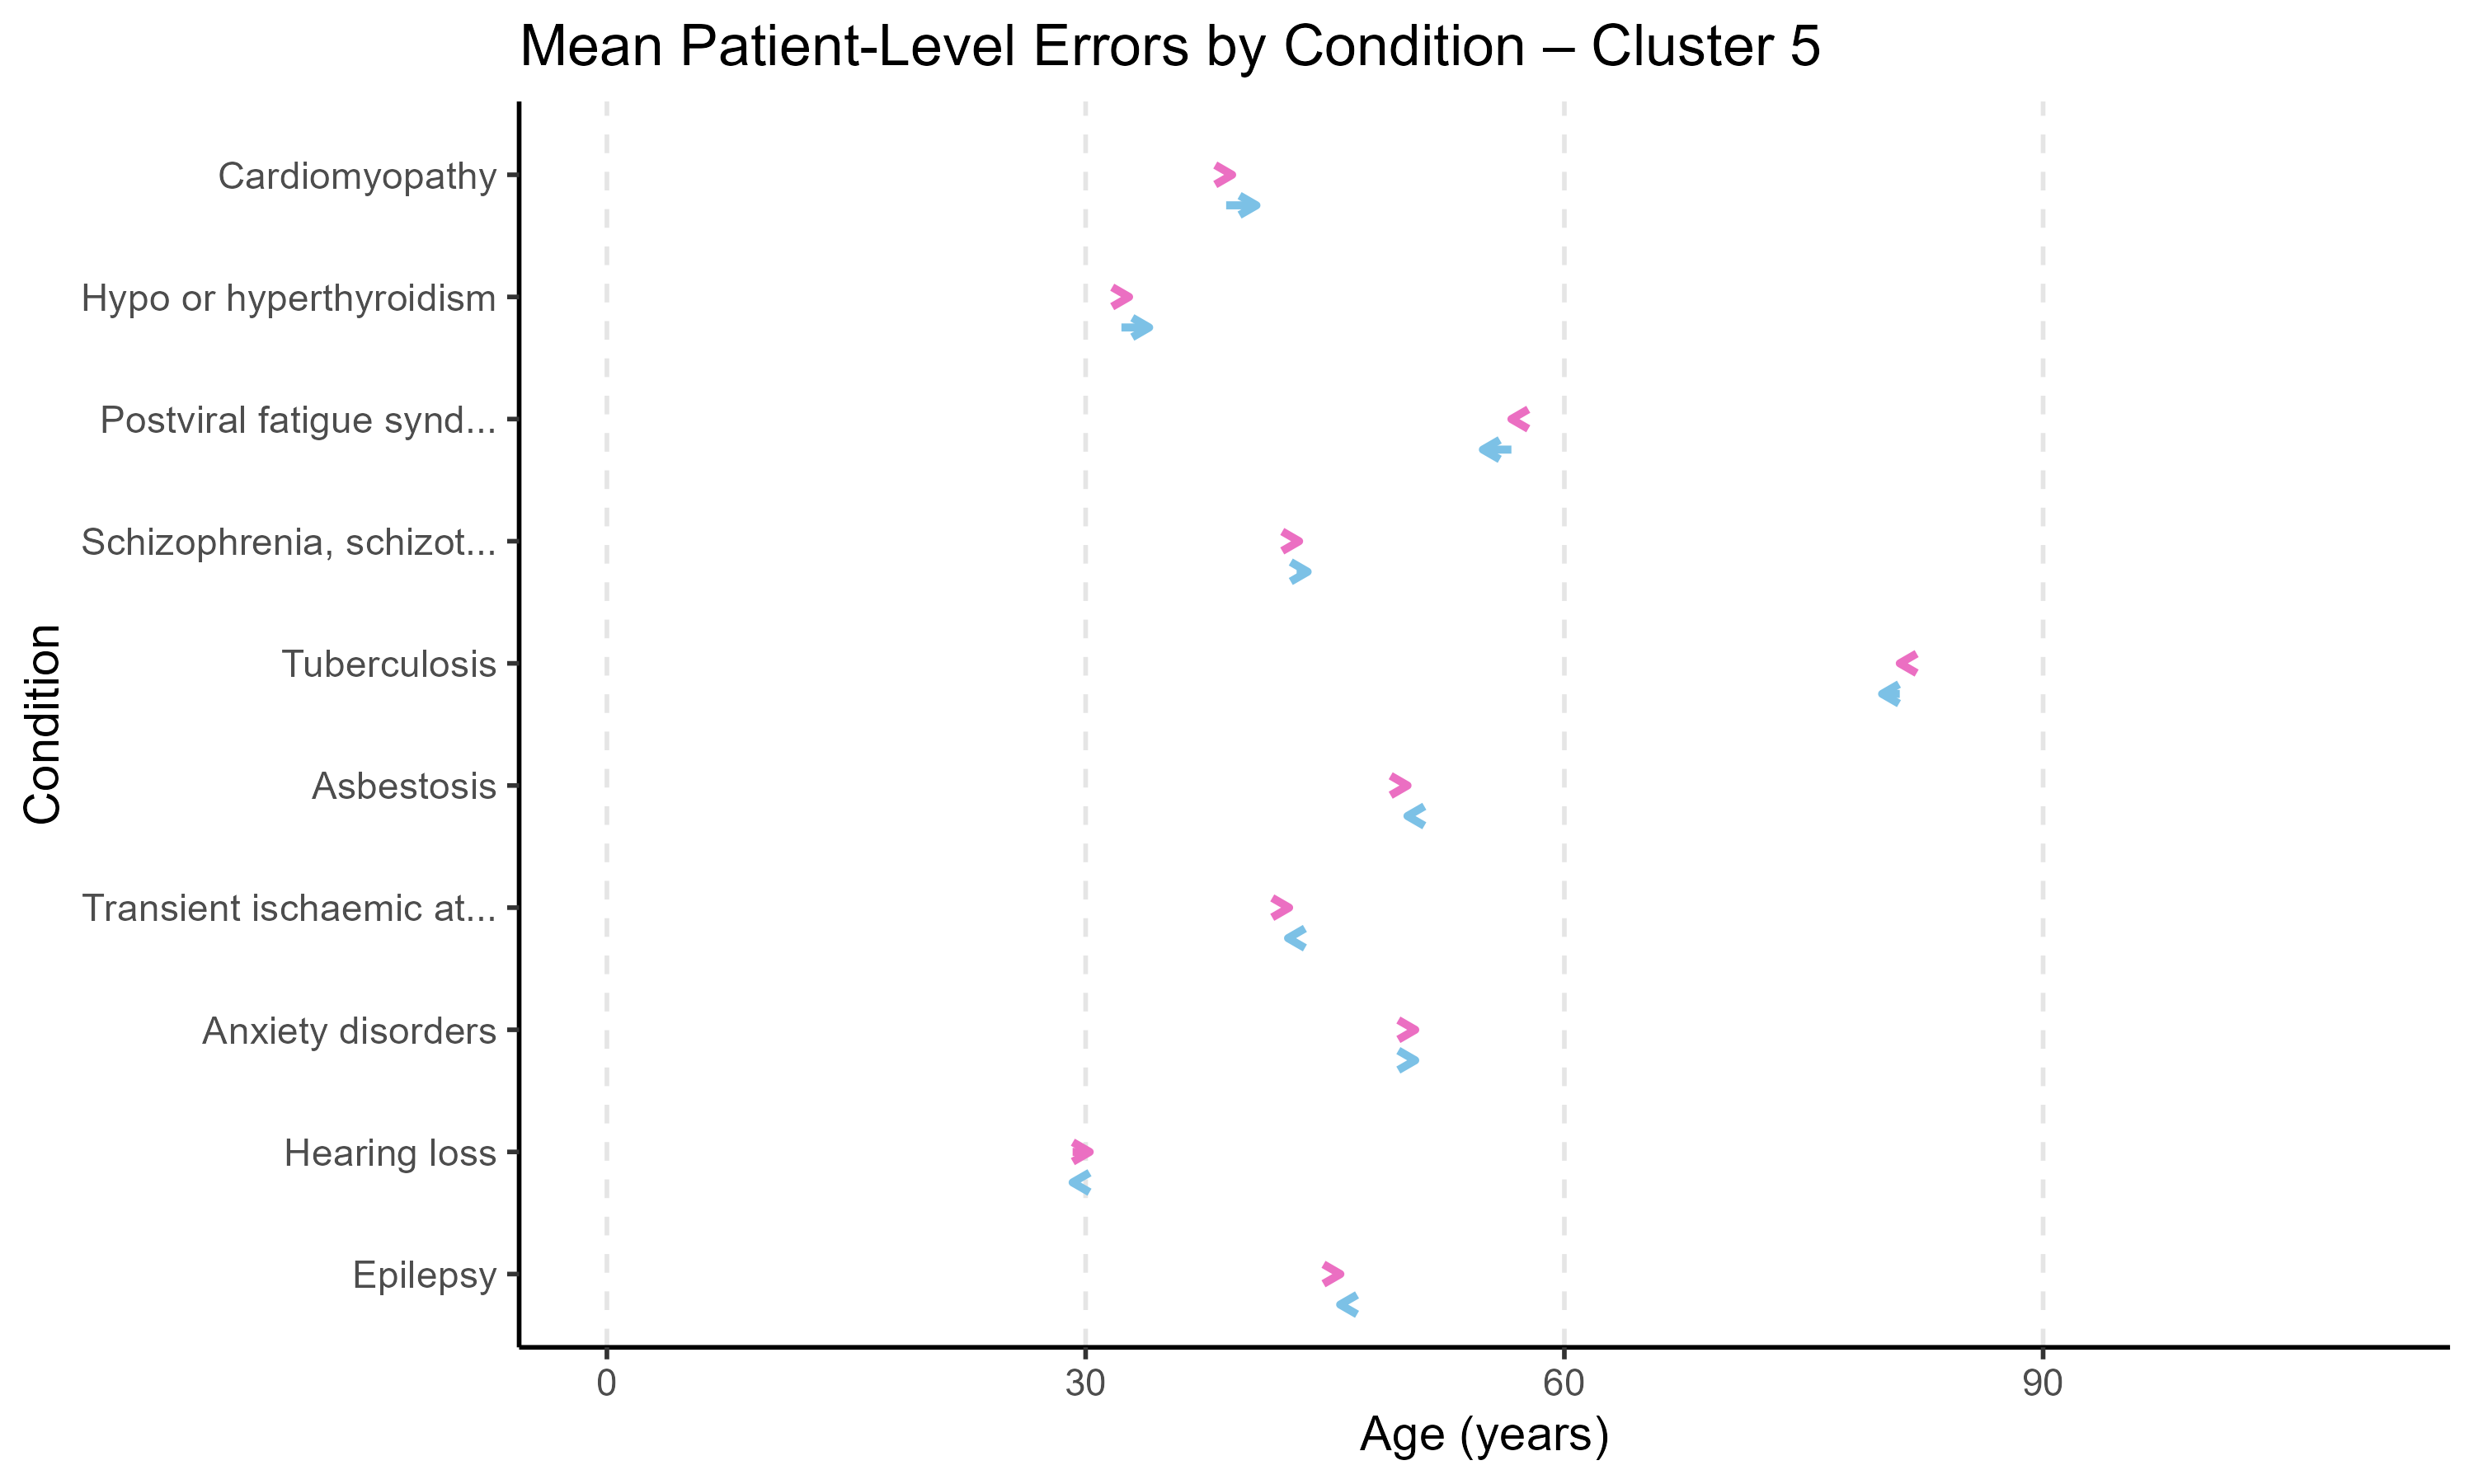 Mean Patient-Level Errors by Condition – Cluster 5
Condition
Cardiomyopathy
Hypo or hyperthyroidism
Postviral fatigue synd...
Schizophrenia, schizot...
Tuberculosis
Asbestosis
Transient ischaemic at...
Anxiety disorders
Hearing loss
Epilepsy
0 30 60 90
Age (years)